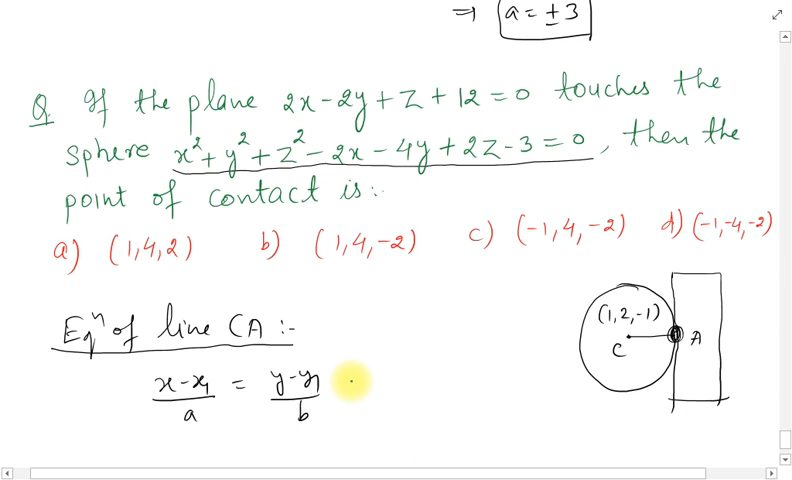 ⇒ a = ± 3
Q. If the plane 2x-2y+z+12=0 touches the
sphere x²+y²+z²-2x-4y+2z-3=0, then the
point of contact is:
a) (1,4,2) b) (1,4,-2) c) (-1,4,-2) d) (-1,-4,-2)
Eqⁿ of line CA :-
(1,2,-1)
C A
x-x₁/a = y-y₁/b